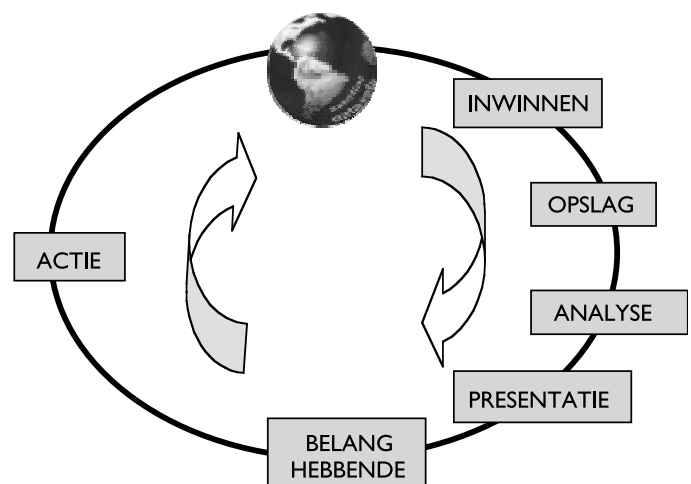 INWINNEN
OPSLAG
ANALYSE
PRESENTATIE
BELANG
HEBBENDE
ACTIE